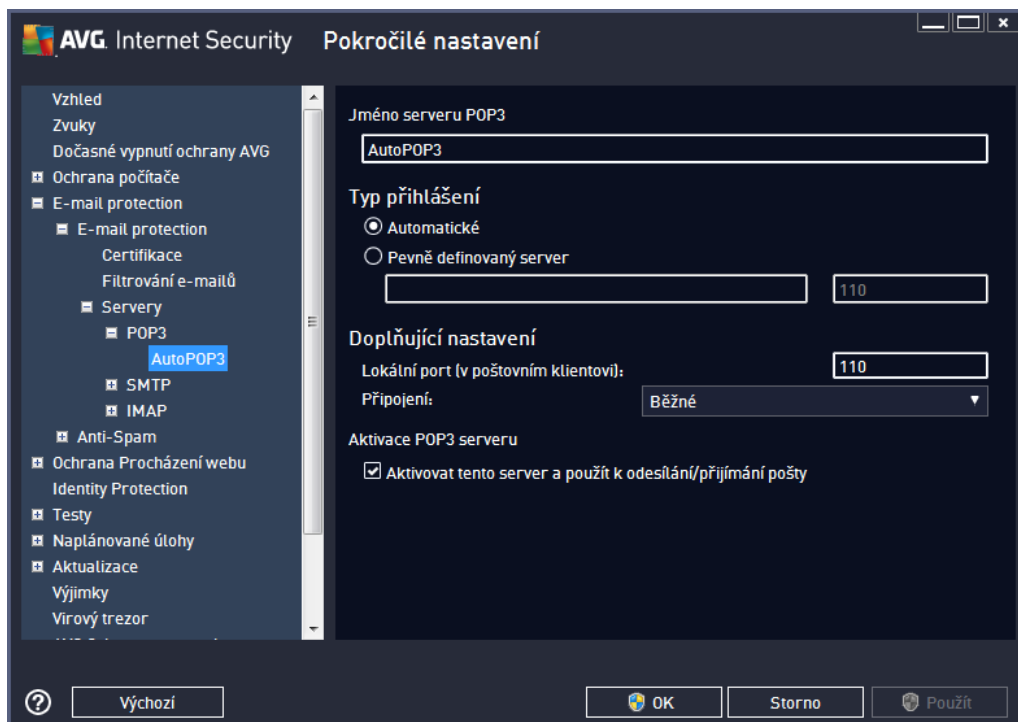 AVG. Internet Security Pokročilé nastavení
Vzhled
Zvuky
Dočasné vypnutí ochrany AVG
Ochrana počítače
E-mail protection
E-mail protection
Certifikace
Filtrování e-mailů
Servery
POP3
AutoPOP3
SMTP
IMAP
Anti-Spam
Ochrana Procházení webu
Identity Protection
Testy
Naplánované úlohy
Aktualizace
Výjimky
Virový trezor
Jméno serveru POP3
AutoPOP3
Typ přihlášení
Automatické
Pevně definovaný server
110
Doplňující nastavení
Lokální port (v poštovním klientovi): 110
Připojení: Běžné
Aktivace POP3 serveru
Aktivovat tento server a použít k odesílání/přijímání pošty
? Výchozí OK Storno Použít